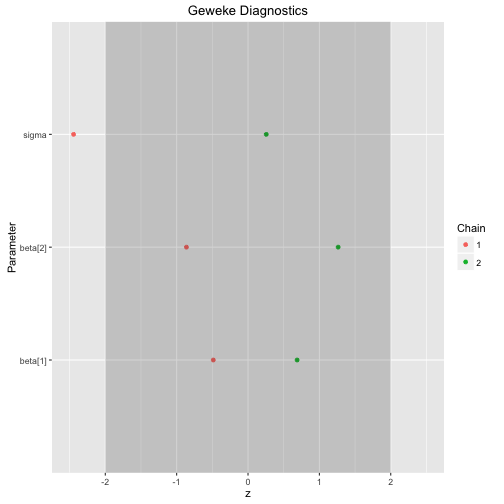 Geweke Diagnostics
Parameter
sigma
beta[2]
beta[1]
-2 -1 0 1 2
z
Chain
1
2